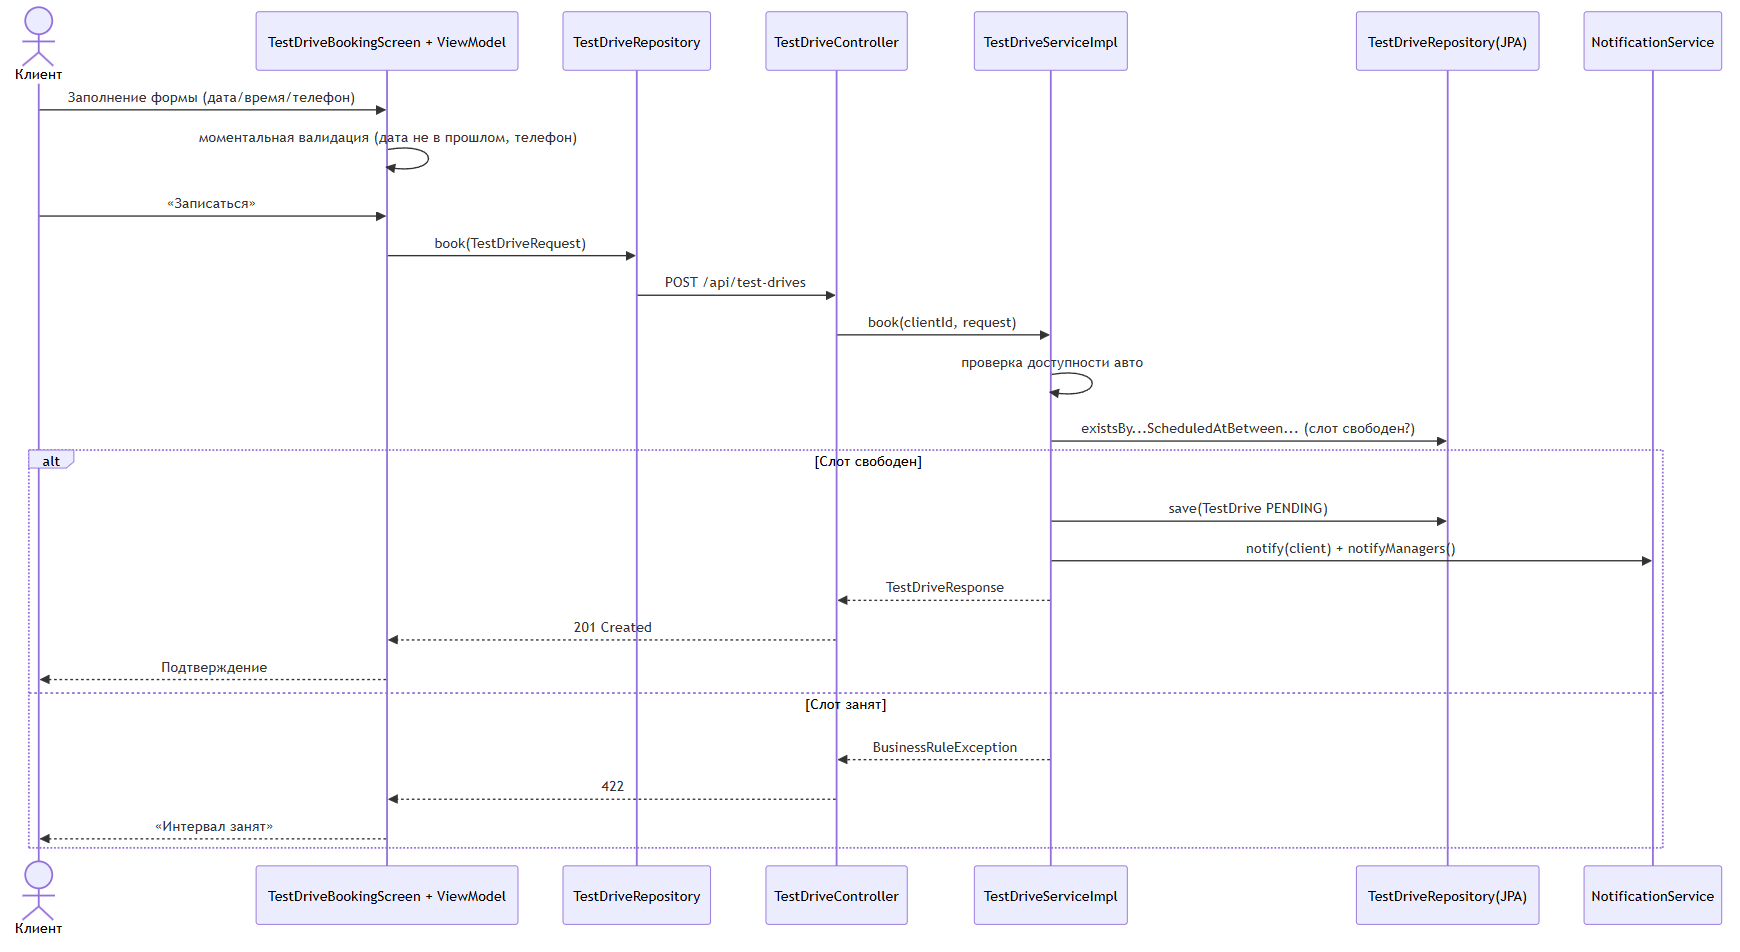 Клиент
TestDriveBookingScreen + ViewModel
TestDriveRepository
TestDriveController
TestDriveServiceImpl
TestDriveRepository(JPA)
NotificationService
Заполнение формы (дата/время/телефон)
моментальная валидация (дата не в прошлом, телефон)
«Записаться»
book(TestDriveRequest)
POST /api/test-drives
book(clientId, request)
проверка доступности авто
existsBy...ScheduledAtBetween... (слот свободен?)
alt
[Слот свободен]
save(TestDrive PENDING)
notify(client) + notifyManagers()
TestDriveResponse
201 Created
Подтверждение
[Слот занят]
BusinessRuleException
422
«Интервал занят»
Клиент
TestDriveBookingScreen + ViewModel
TestDriveRepository
TestDriveController
TestDriveServiceImpl
TestDriveRepository(JPA)
NotificationService